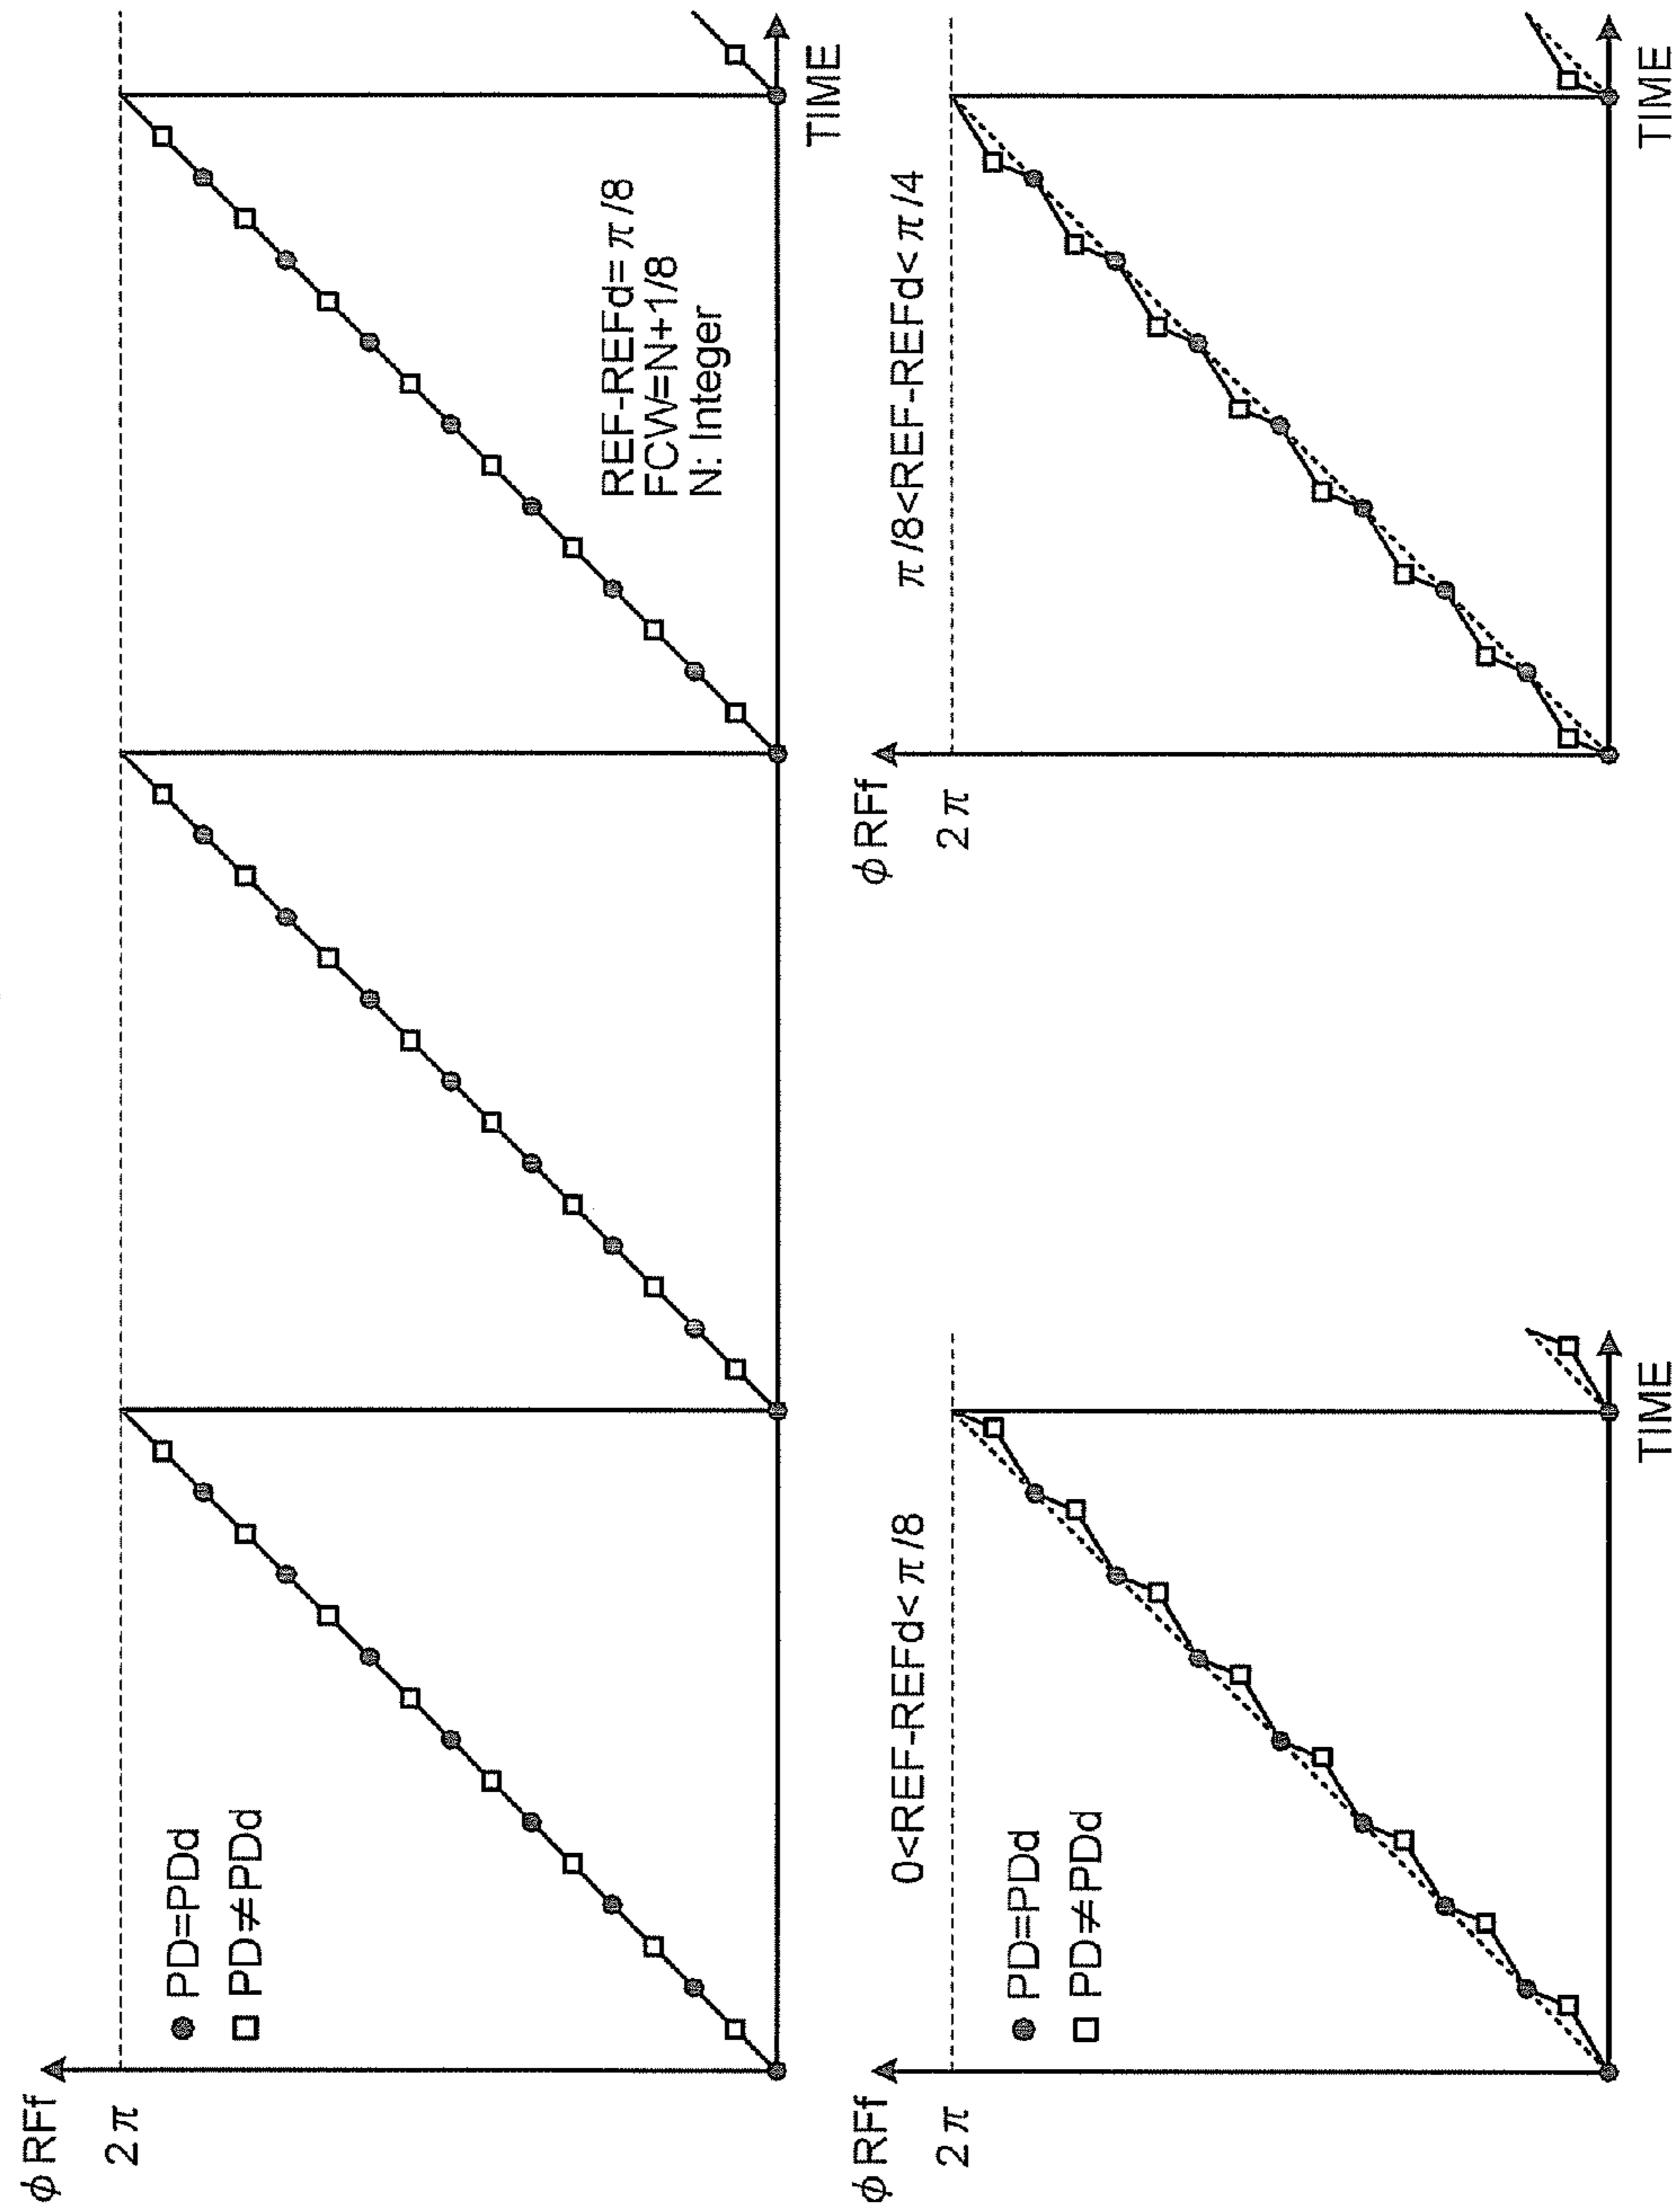 φRFf
2π
● PD=PDd
□ PD≠PDd
REF-REFd=π/8
FCW=N+1/8
N: Integer
TIME
φRFf
2π
0<REF-REFd<π/8
● PD=PDd
□ PD≠PDd
TIME
φRFf
2π
π/8<REF-REFd<π/4
TIME